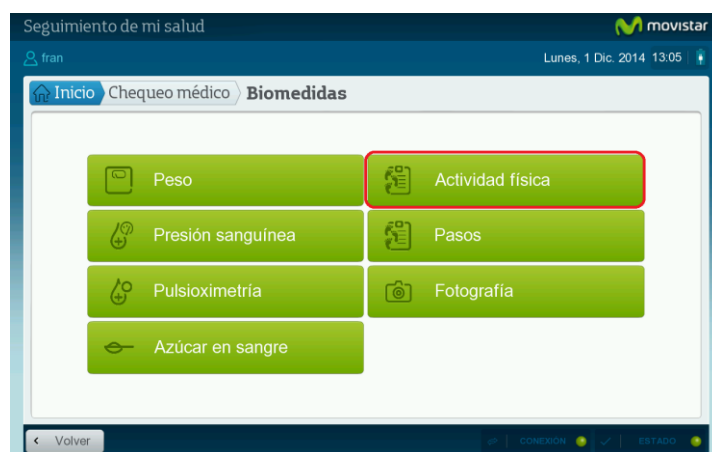 Seguimiento de mi salud
movistar
fran
Lunes, 1 Dic. 2014 13:05
Inicio Chequeo médico Biomedidas
Peso
Actividad física
Presión sanguínea
Pasos
Pulsioximetría
Fotografía
Azúcar en sangre
Volver
CONEXIÓN
ESTADO